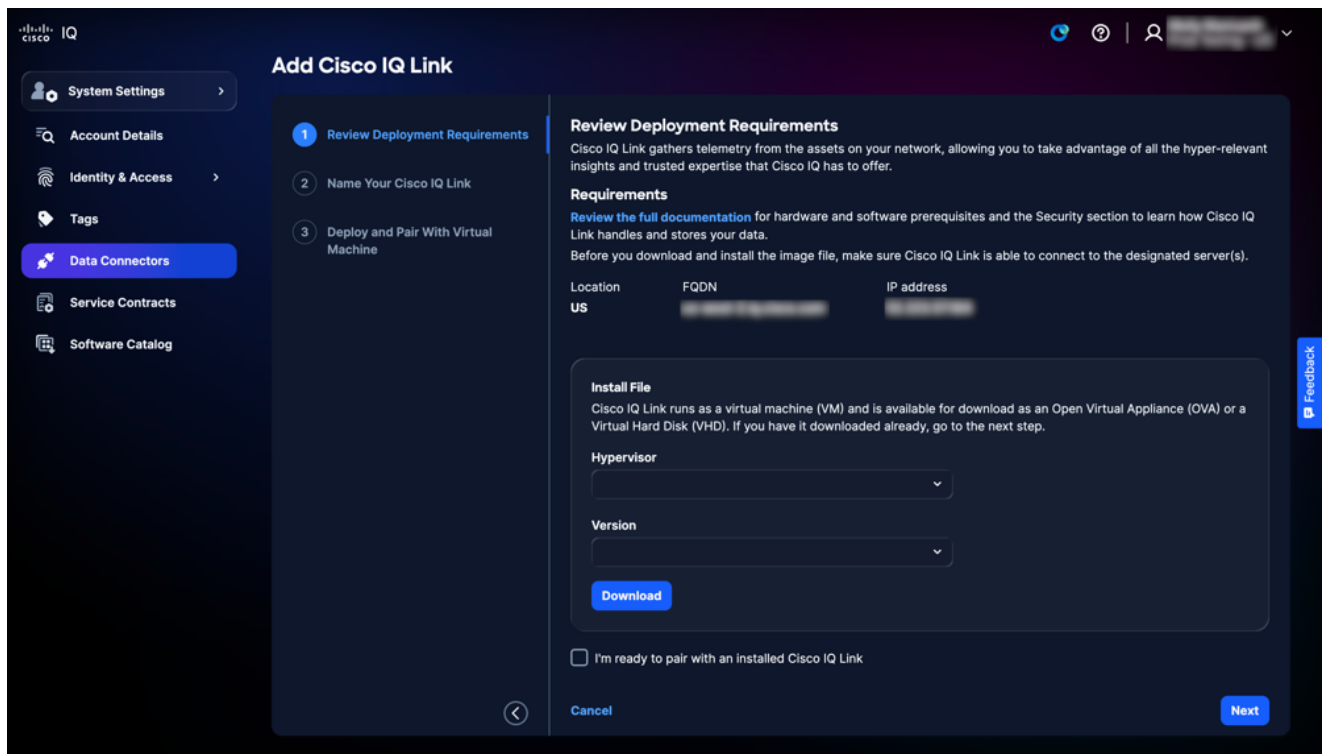 cisco IQ
Add Cisco IQ Link
System Settings
Account Details
Identity & Access
Tags
Data Connectors
Service Contracts
Software Catalog
1 Review Deployment Requirements
2 Name Your Cisco IQ Link
3 Deploy and Pair With Virtual
Machine
Review Deployment Requirements
Cisco IQ Link gathers telemetry from the assets on your network, allowing you to take advantage of all the hyper-relevant
insights and trusted expertise that Cisco IQ has to offer.
Requirements
Review the full documentation for hardware and software prerequisites and the Security section to learn how Cisco IQ
Link handles and stores your data.
Before you download and install the image file, make sure Cisco IQ Link is able to connect to the designated server(s).
Location FQDN IP address
US
Install File
Cisco IQ Link runs as a virtual machine (VM) and is available for download as an Open Virtual Appliance (OVA) or a
Virtual Hard Disk (VHD). If you have it downloaded already, go to the next step.
Hypervisor
Version
Download
I'm ready to pair with an installed Cisco IQ Link
Cancel
Next
Feedback